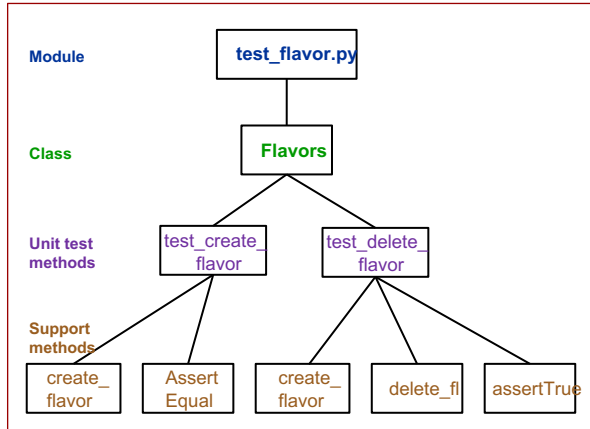 Module
test_flavor.py
Class
Flavors
Unit test
methods
test_create_
flavor
test_delete_
flavor
Support
methods
create_
flavor
Assert
Equal
create_
flavor
delete_fl
assertTrue